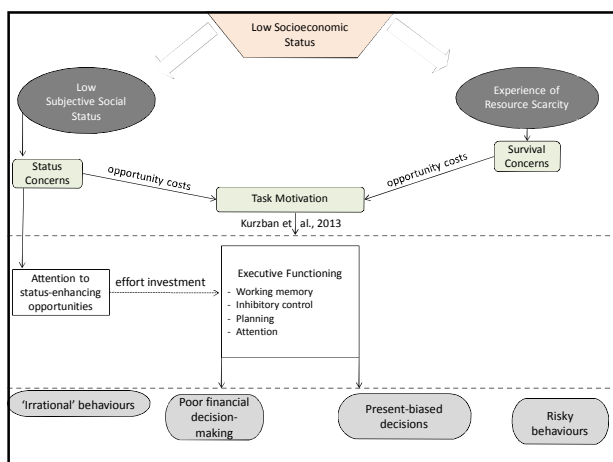 Low Socioeconomic
Status
Low
Subjective Social
Status
Experience of
Resource Scarcity
Status
Concerns
opportunity costs
opportunity costs
Survival
Concerns
Task Motivation
Kurzban et al., 2013
Attention to
status-enhancing
opportunities
effort investment
Executive Functioning
- Working memory
- Inhibitory control
- Planning
- Attention
‘Irrational’ behaviours
Poor financial
decision-
making
Present-biased
decisions
Risky
behaviours